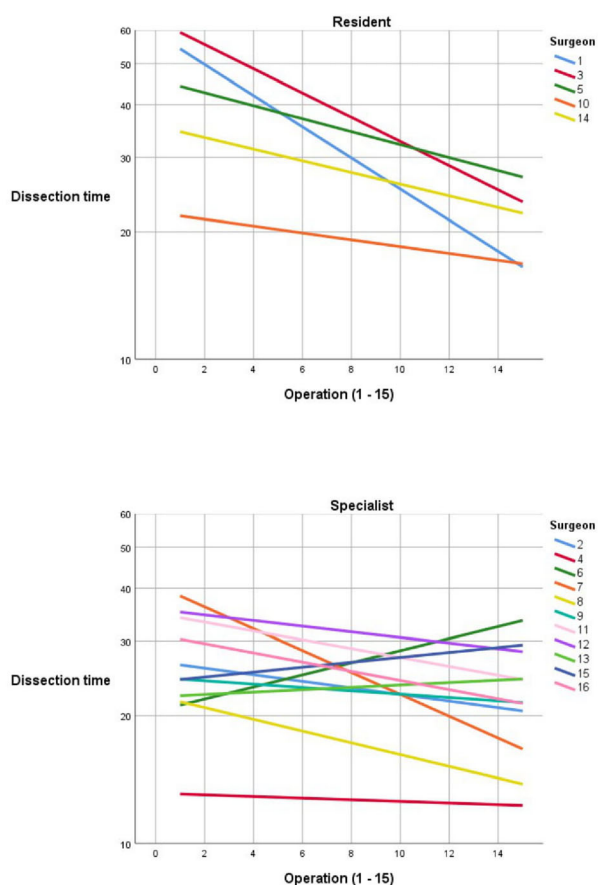 Resident
60
50
40
30
20
10
Dissection time
0 2 4 6 8 10 12 14
Operation (1 - 15)
Surgeon
1
3
5
10
14
Specialist
60
50
40
30
20
10
Dissection time
0 2 4 6 8 10 12 14
Operation (1 - 15)
Surgeon
2
4
6
7
8
9
11
12
13
15
16